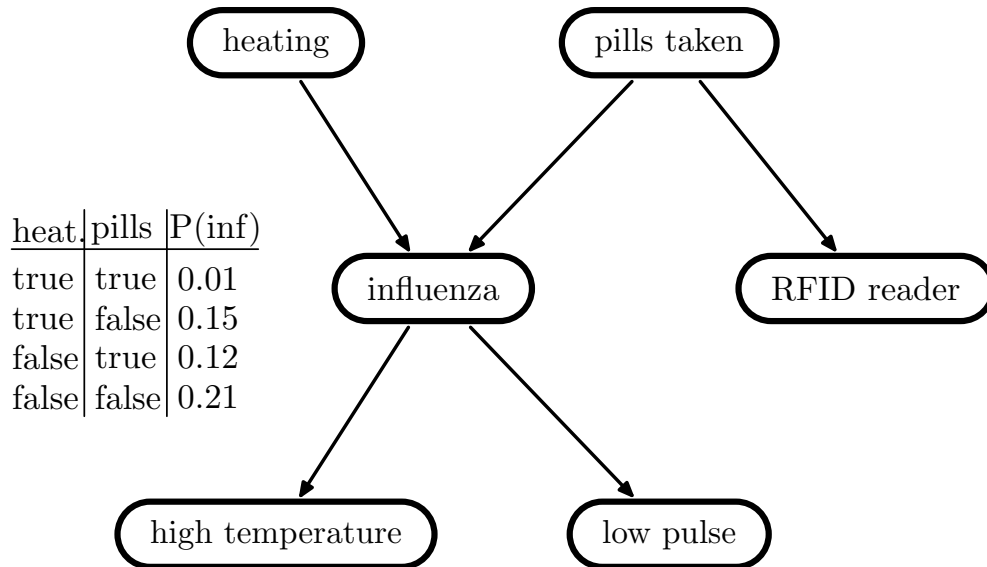 heating
pills taken
heat. pills P(inf)
true true 0.01
true false 0.15
false true 0.12
false false 0.21
influenza
RFID reader
high temperature
low pulse